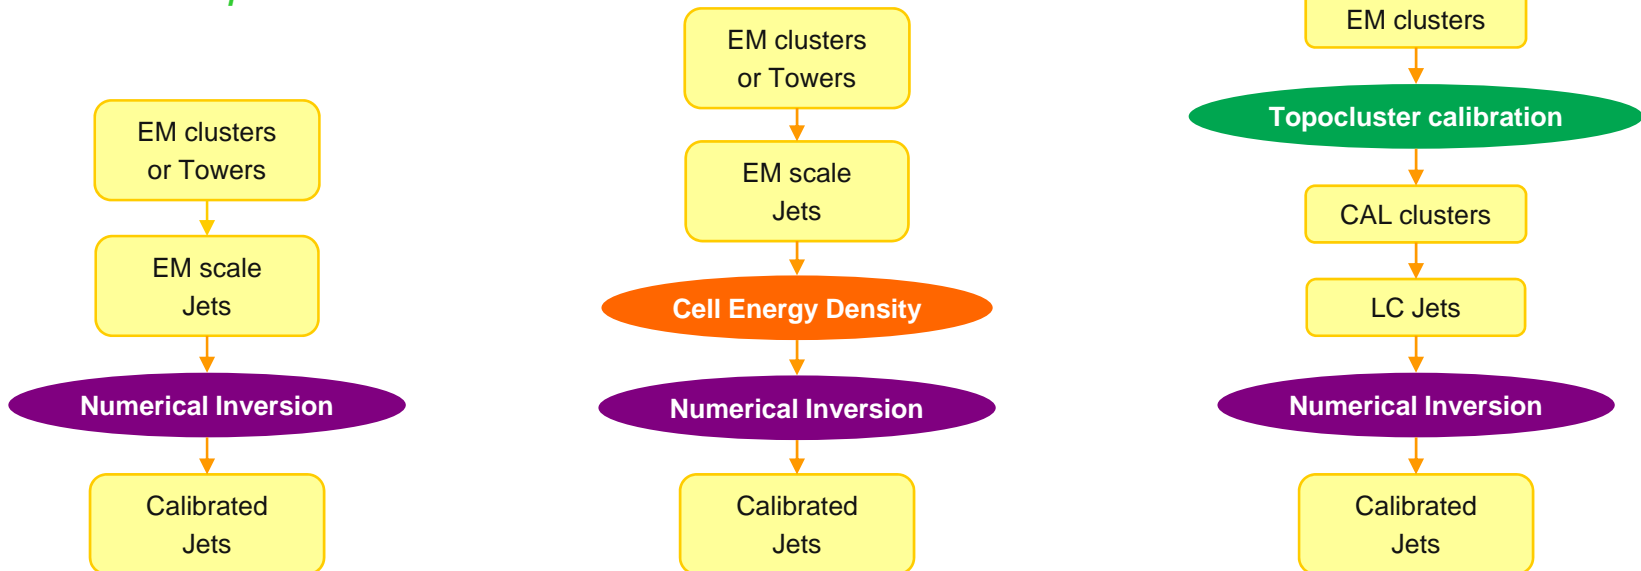 EM clusters
or Towers
EM scale
Jets
Numerical Inversion
Calibrated
Jets
EM clusters
or Towers
EM scale
Jets
Cell Energy Density
Numerical Inversion
Calibrated
Jets
EM clusters
Topocluster calibration
CAL clusters
LC Jets
Numerical Inversion
Calibrated
Jets